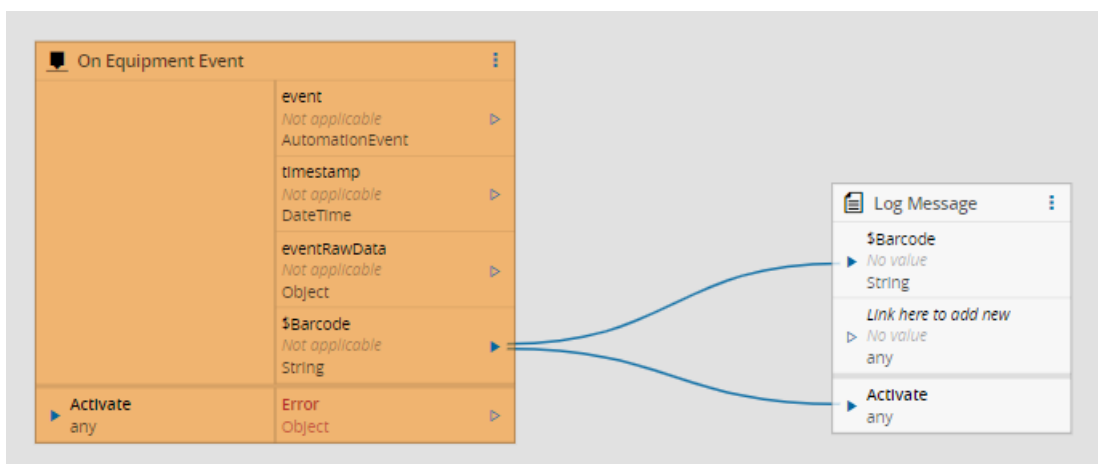 On Equipment Event
event
Not applicable
AutomationEvent
timestamp
Not applicable
DateTime
eventRawData
Not applicable
Object
$Barcode
Not applicable
String
Activate
any
Error
Object
Log Message
$Barcode
No value
String
Link here to add new
No value
any
Activate
any